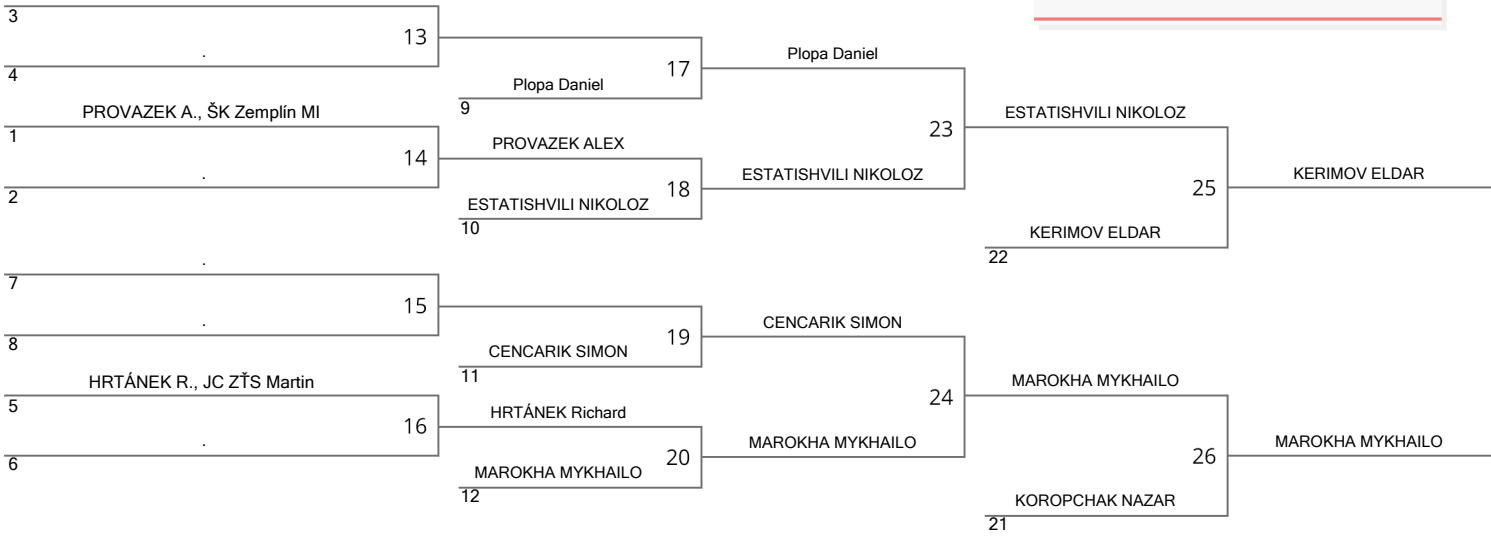 3
13
.
4
Plopa Daniel
17
Plopa Daniel
9
PROVAZEK A., ŠK Zemplín MI
1
14
.
2
PROVAZEK ALEX
18
ESTATISHVILI NIKOLOZ
10
ESTATISHVILI NIKOLOZ
23
ESTATISHVILI NIKOLOZ
25
KERIMOV ELDAR
22
KERIMOV ELDAR
.
7
15
.
8
19
CENCARIK SIMON
11
CENCARIK SIMON
HRTÁNEK R., JC ZŤS Martin
5
16
.
6
HRTÁNEK Richard
20
MAROKHA MYKHAILO
12
MAROKHA MYKHAILO
24
MAROKHA MYKHAILO
26
KOROPCHAK NAZAR
21
MAROKHA MYKHAILO